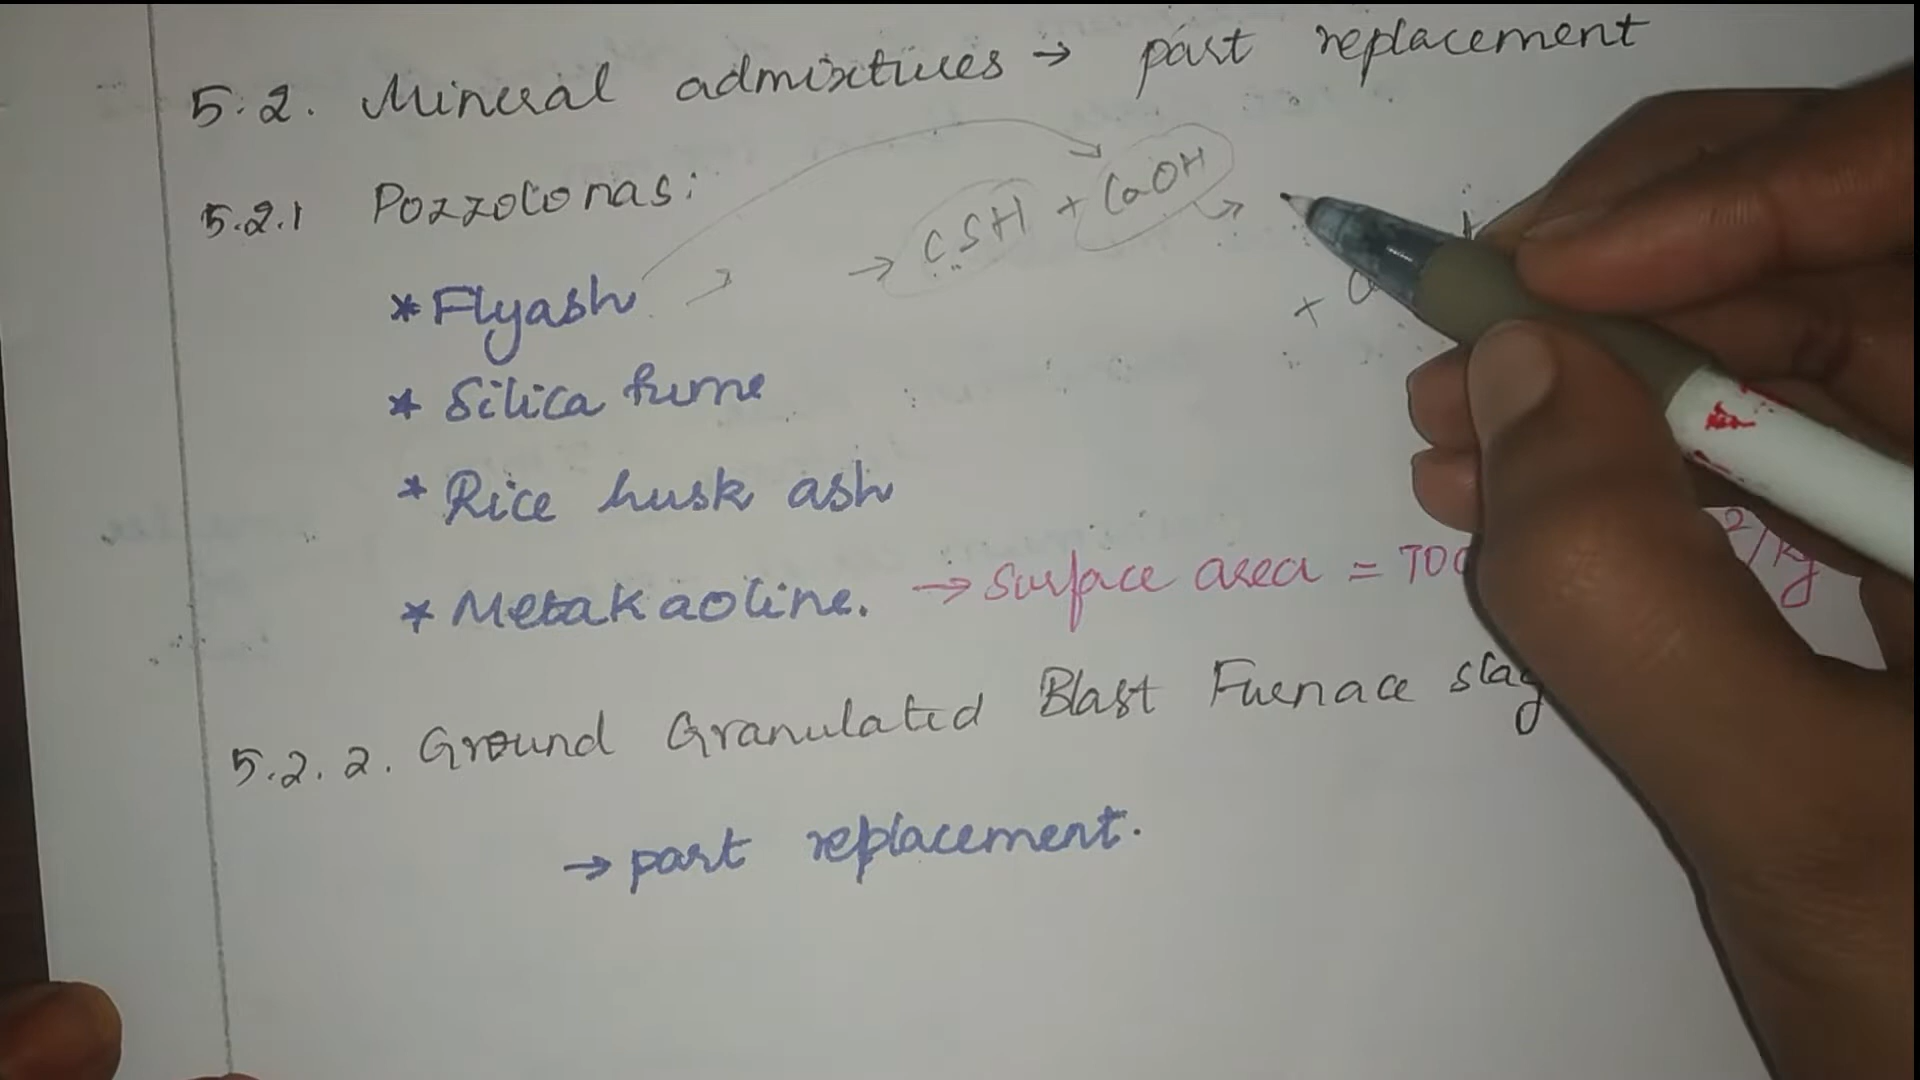 5.2. Mineral admixtures → part replacement
5.2.1 Pozzolonas:
→ CSH + CaOH →
* Flyash →
* Silica fume
* Rice husk ash
* Metakaoline. → Surface area =
5.2.2. Ground Granulated Blast Furnace slag
→ part replacement.